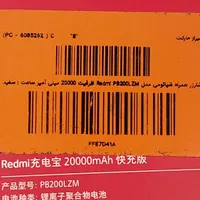 (PC - 6085261 ) C "8"
شارژر همراه شیائومی مدل Redmi PB200LZM ظرفیت 20000 میلی آمپر ساعت - سفید
FFE7D41A
Redmi充电宝 20000mAh 快充版
产品型号: PB200LZM
电池种类: 锂离子聚合物电池